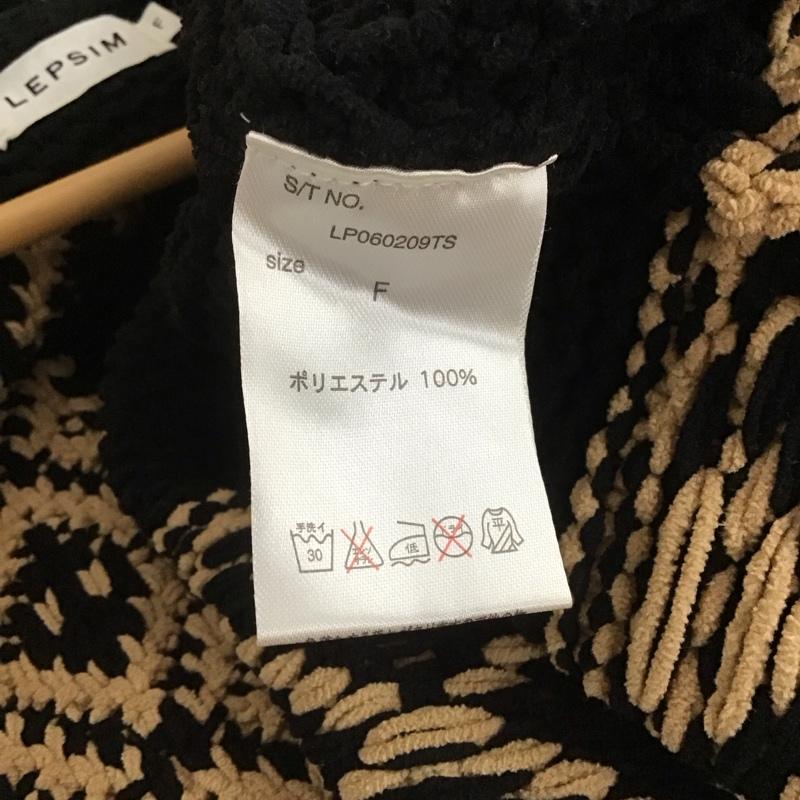 LEPSIM
F
S/T NO.
LP060209TS
size
F
ポリエステル 100%
手洗イ
30
低
平